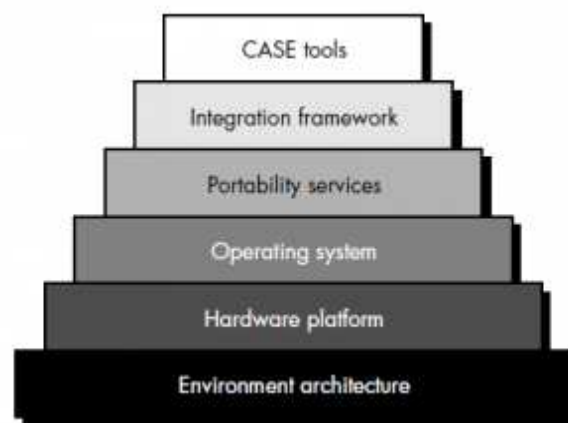 CASE tools
Integration framework
Portability services
Operating system
Hardware platform
Environment architecture